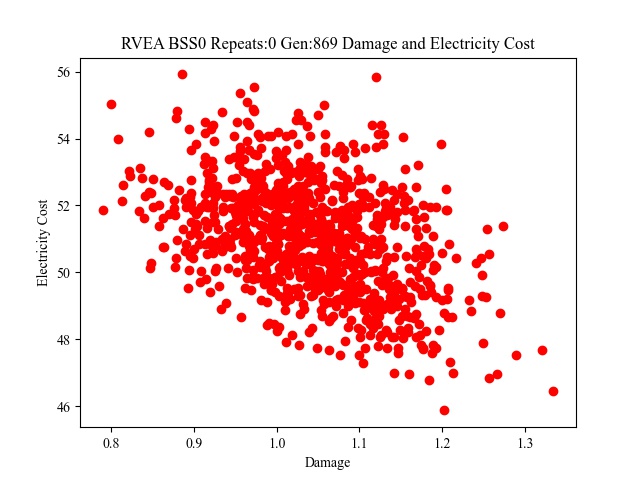 RVEA BSS0 Repeats:0 Gen:869 Damage and Electricity Cost
56
54
52
50
48
46
Electricity Cost
0.8 0.9 1.0 1.1 1.2 1.3
Damage